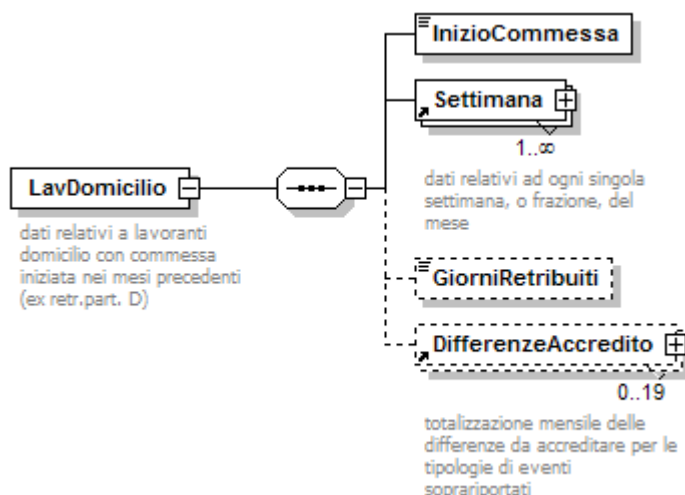 InizioCommessa
Settimana
1..∞
dati relativi ad ogni singola
settimana, o frazione, del
mese
LavDomicilio
dati relativi a lavoranti
domicilio con commessa
iniziata nei mesi precedenti
(ex retr.part. D)
GiorniRetribuiti
DifferenzeAccredito
0..19
totalizzazione mensile delle
differenze da accreditare per le
tipologie di eventi
soprariportati